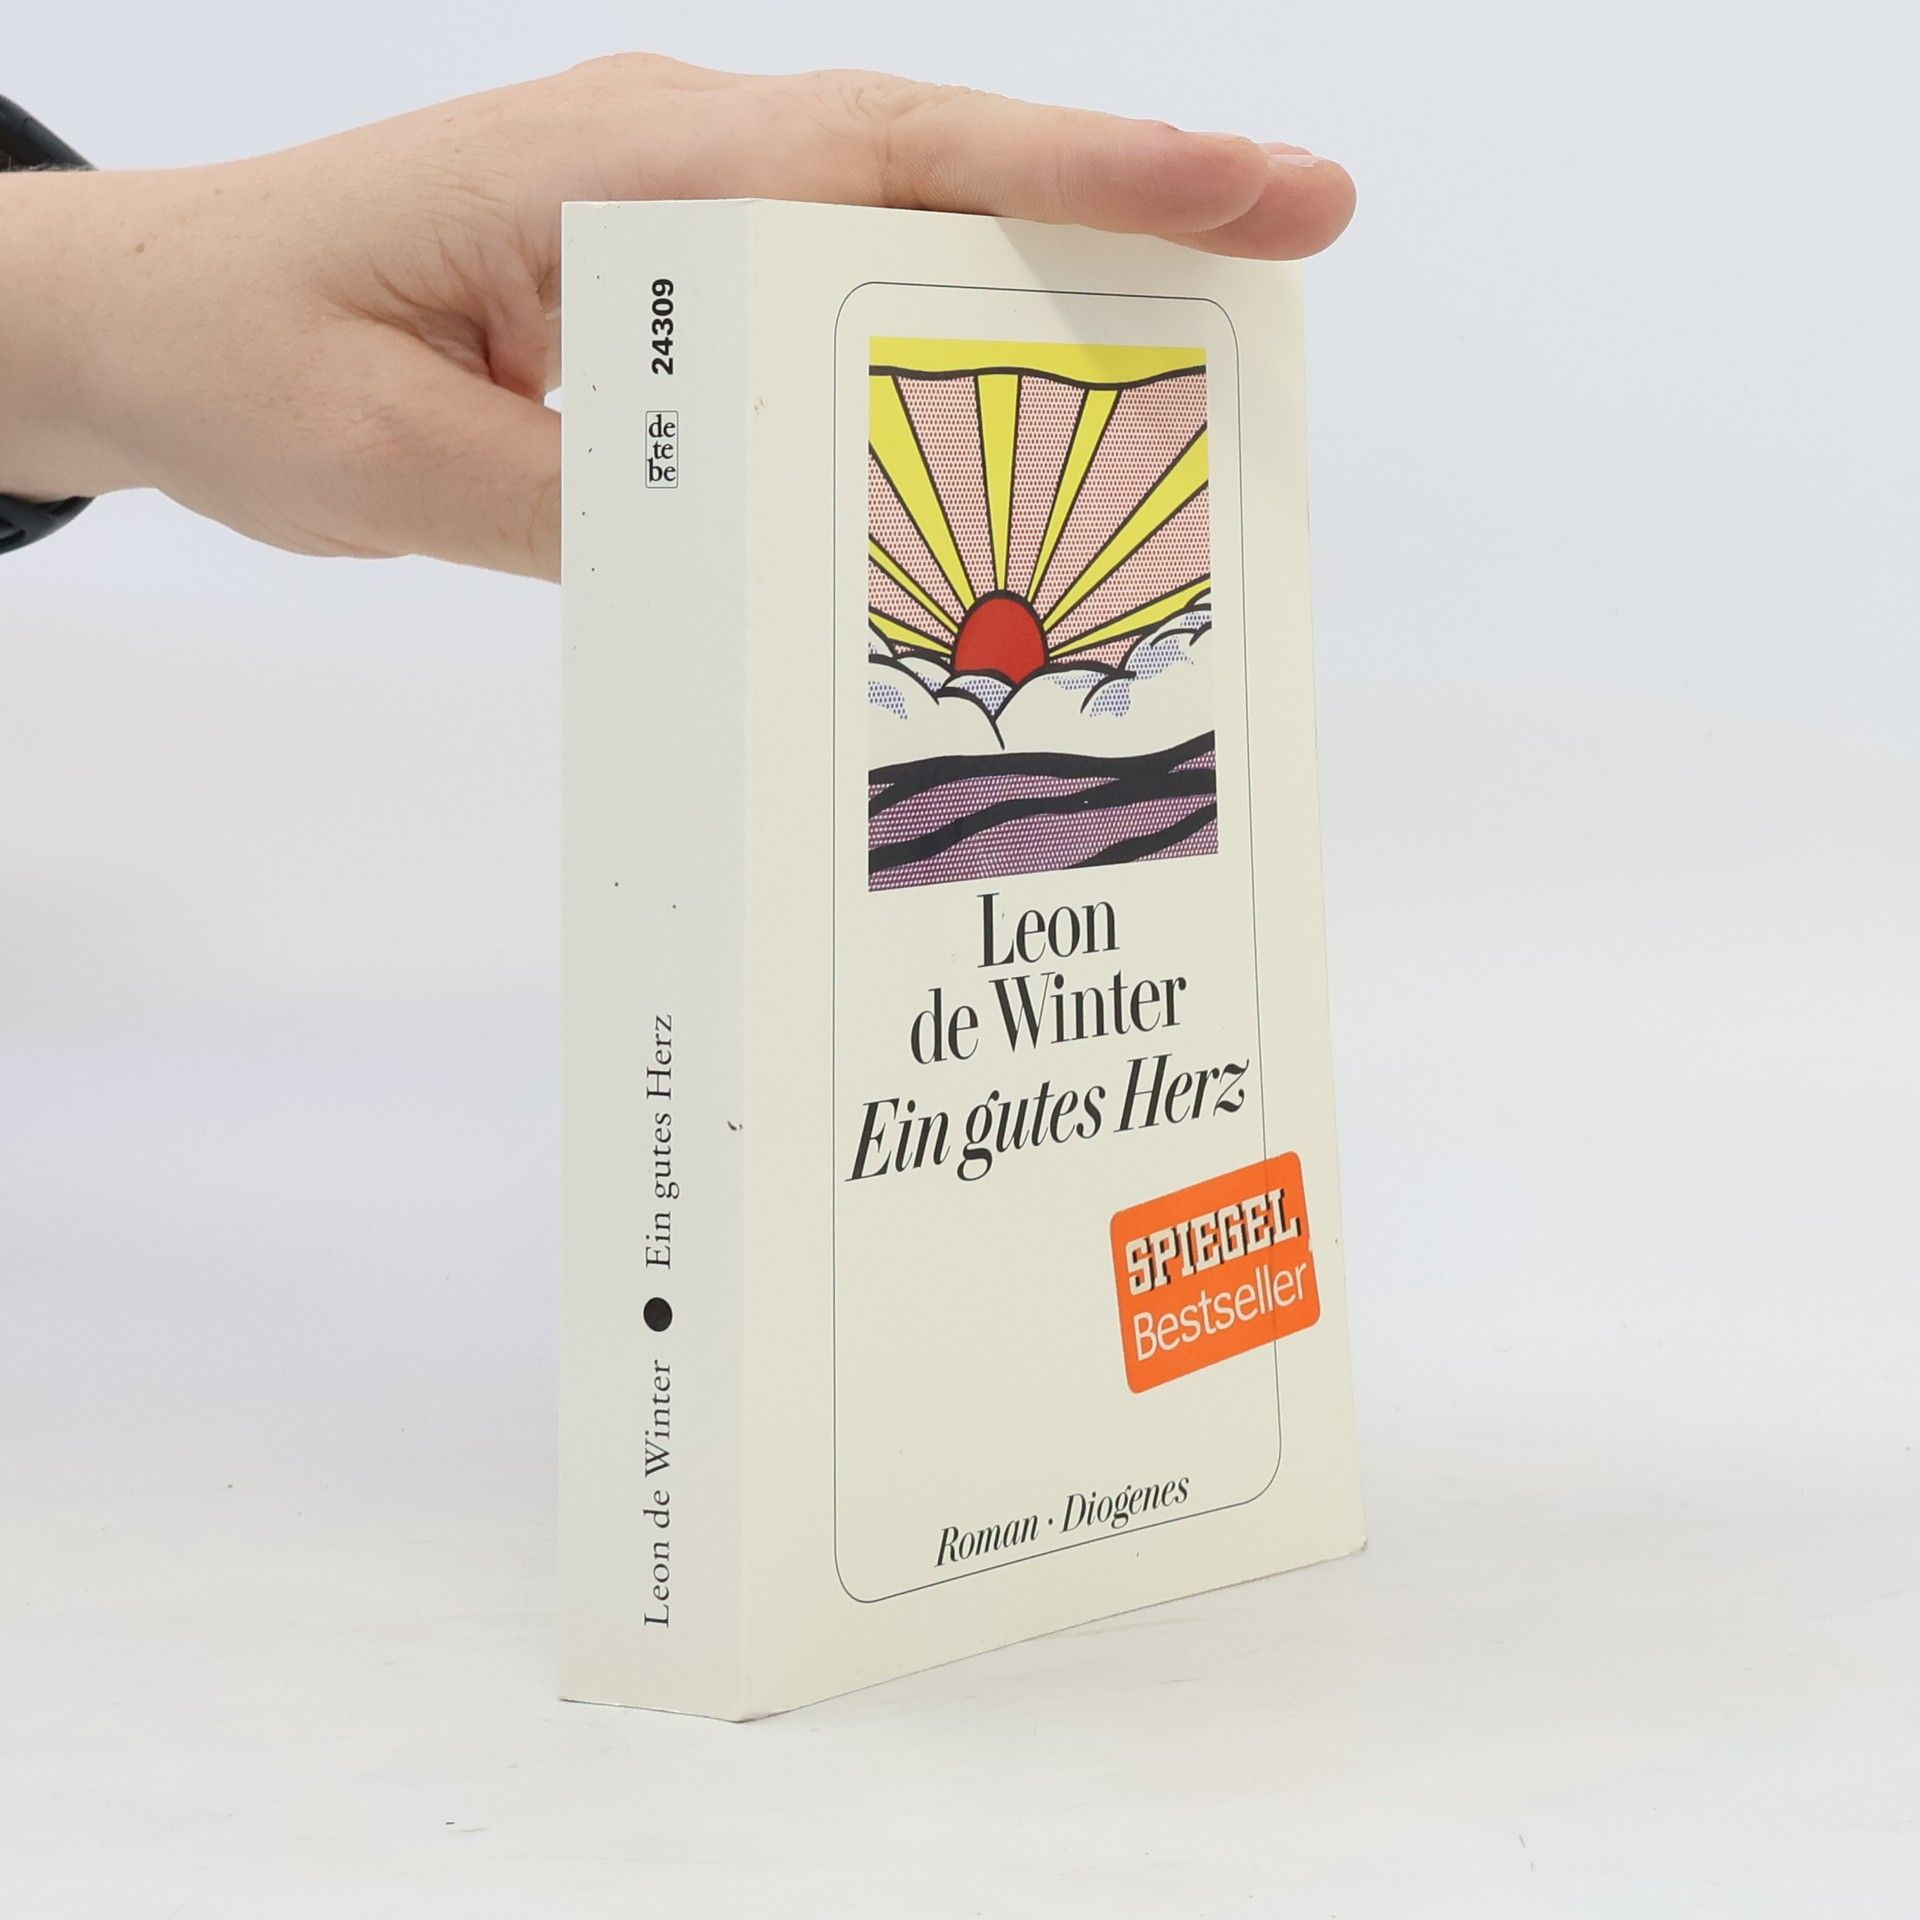 24309
de
te
be
Leon de Winter ● Ein gutes Herz
Leon
de Winter
Ein gutes Herz
SPIEGEL
Bestseller
Roman · Diogenes